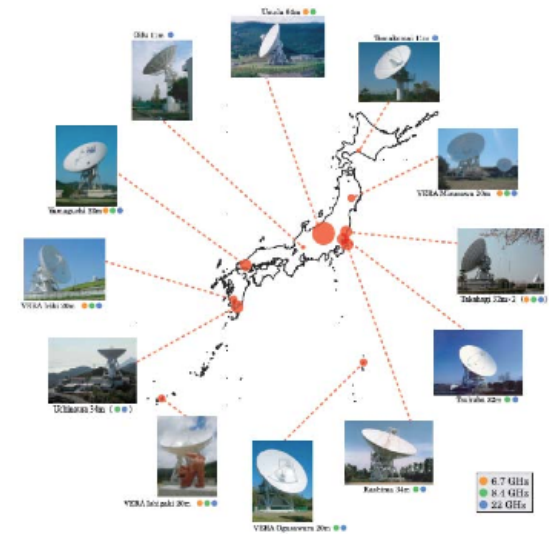 Usuda 64m
Gifu 11m
Tomakomai 11m
Yamaguchi 32m
VERA Mizusawa 20m
VERA Iriki 20m
Takahagi 32m×2 ( )
Tsukuba 32m
Uchinoura 34m ( )
VERA Ishigaki 20m
VERA Ogasawara 20m
Kashima 34m
6.7 GHz
8.4 GHz
22 GHz